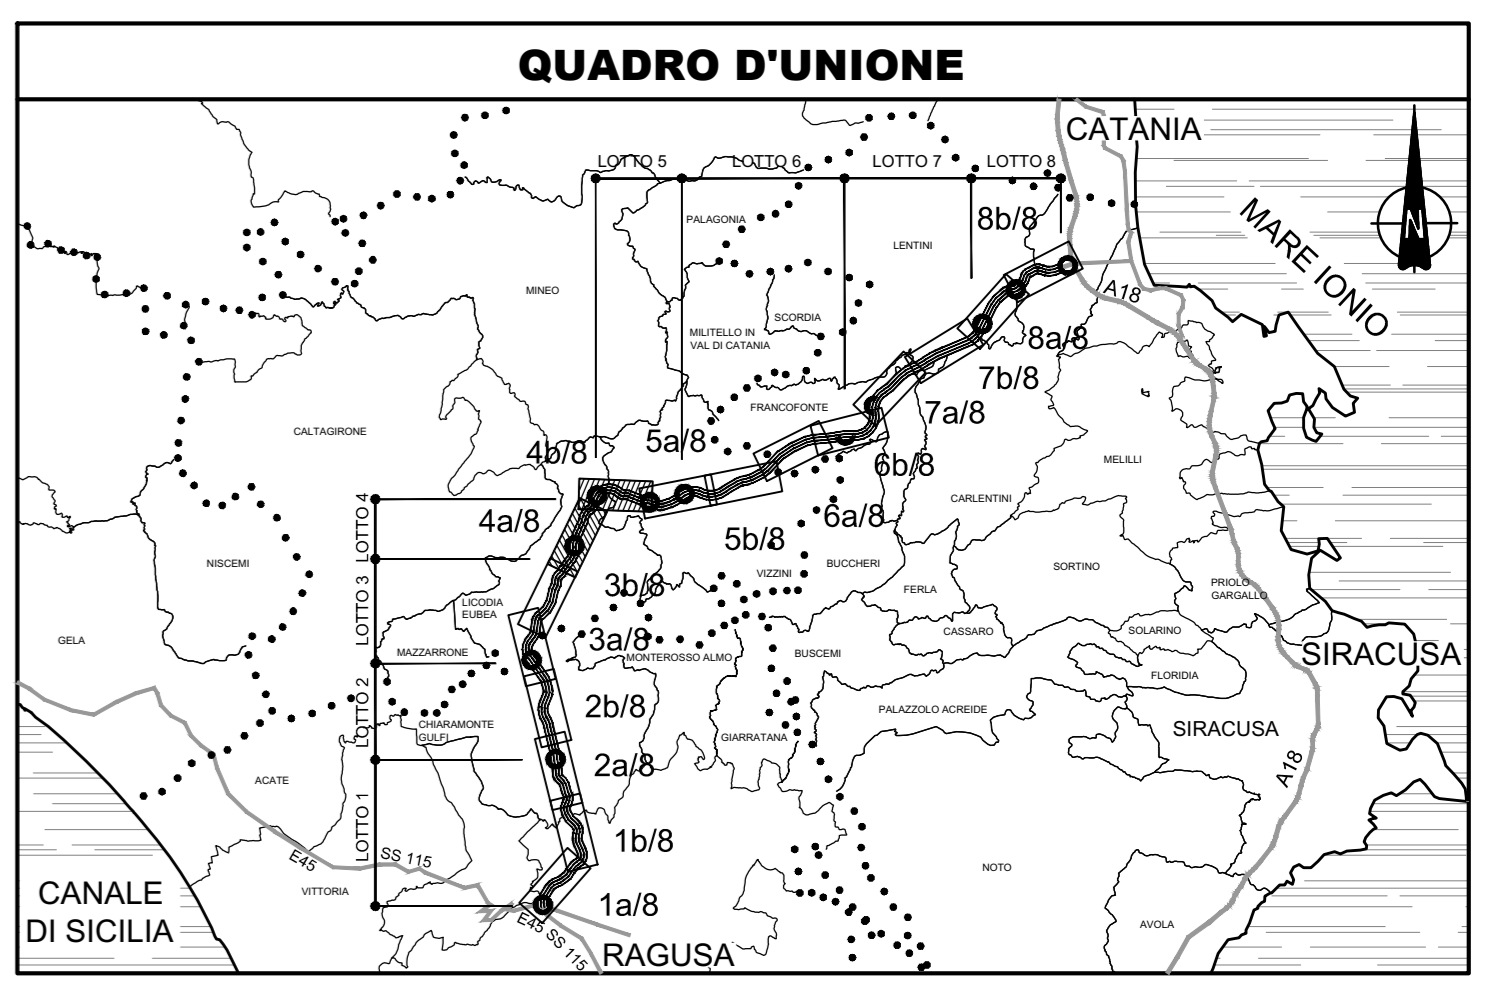 QUADRO D'UNIONE
CATANIA
LOTTO 5
LOTTO 6
LOTTO 7
LOTTO 8
N
MARE IONIO
PALAGONIA
8b/8
LENTINI
MINEO
A18
SCORDIA
MILITELLO IN
VAL DI CATANIA
8a/8
7b/8
FRANCOFONTE
7a/8
CALTAGIRONE
5a/8
4b/8
6b/8
MELILLI
CARLENTINI
4a/8
6a/8
5b/8
LOTTO 4
NISCEMI
VIZZINI
BUCCHERI
SORTINO
3b/8
FERLA
PRIOLO
GARGALLO
LICODIA
EUBEA
LOTTO 3
GELA
3a/8
CASSARO
SOLARINO
MAZZARRONE
MONTEROSSO ALMO
BUSCEMI
SIRACUSA
FLORIDIA
2b/8
PALAZZOLO ACREIDE
LOTTO 2
CHIARAMONTE
GULFI
GIARRATANA
SIRACUSA
2a/8
A18
ACATE
LOTTO 1
1b/8
E45
SS 115
NOTO
VITTORIA
CANALE
DI SICILIA
1a/8
E45 SS 115
AVOLA
RAGUSA